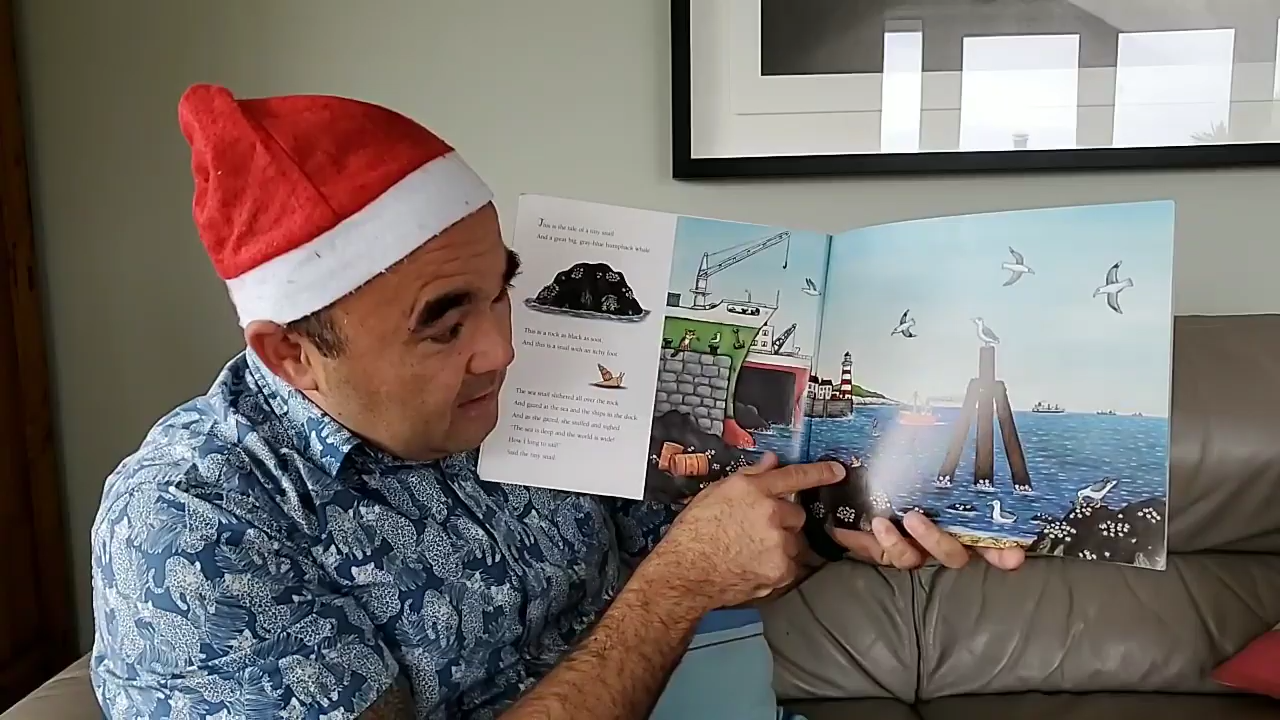 This is the tale of a tiny snail
And a great big, grey-blue humpback whale.
This is a rock as black as soot,
And this is a snail with an itchy foot.
The sea snail slithered all over the rock
And gazed at the sea and the ships in the dock.
And as she gazed, she sniffed and sighed.
"The sea is deep and the world is wide!
How I long to sail!"
Said the tiny snail.